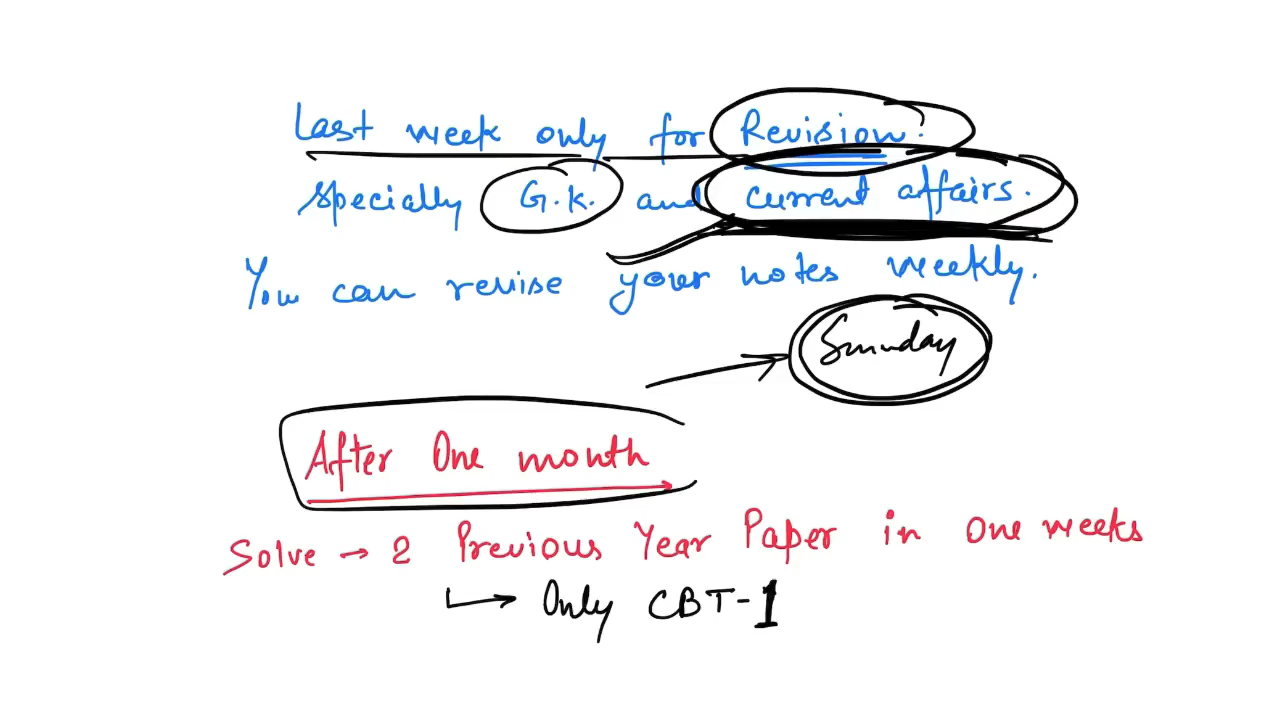 Last week only for Revision.
specially G.K. and current affairs.
You can revise your notes weekly.
Sunday
After One month
Solve → 2 Previous Year Paper in one weeks
↳ Only CBT-1